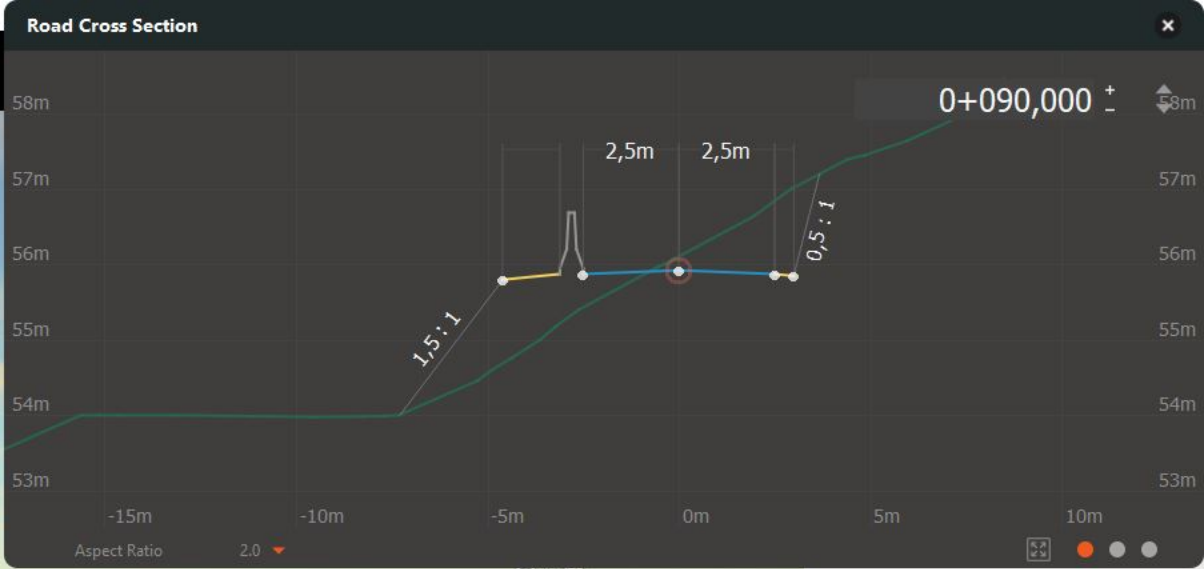 Road Cross Section
0+090,000 + -
58m 58m
2,5m 2,5m
57m 57m
0,5 : 1
56m 56m
1,5 : 1
55m 55m
54m 54m
53m 53m
-15m -10m -5m 0m 5m 10m
Aspect Ratio 2.0